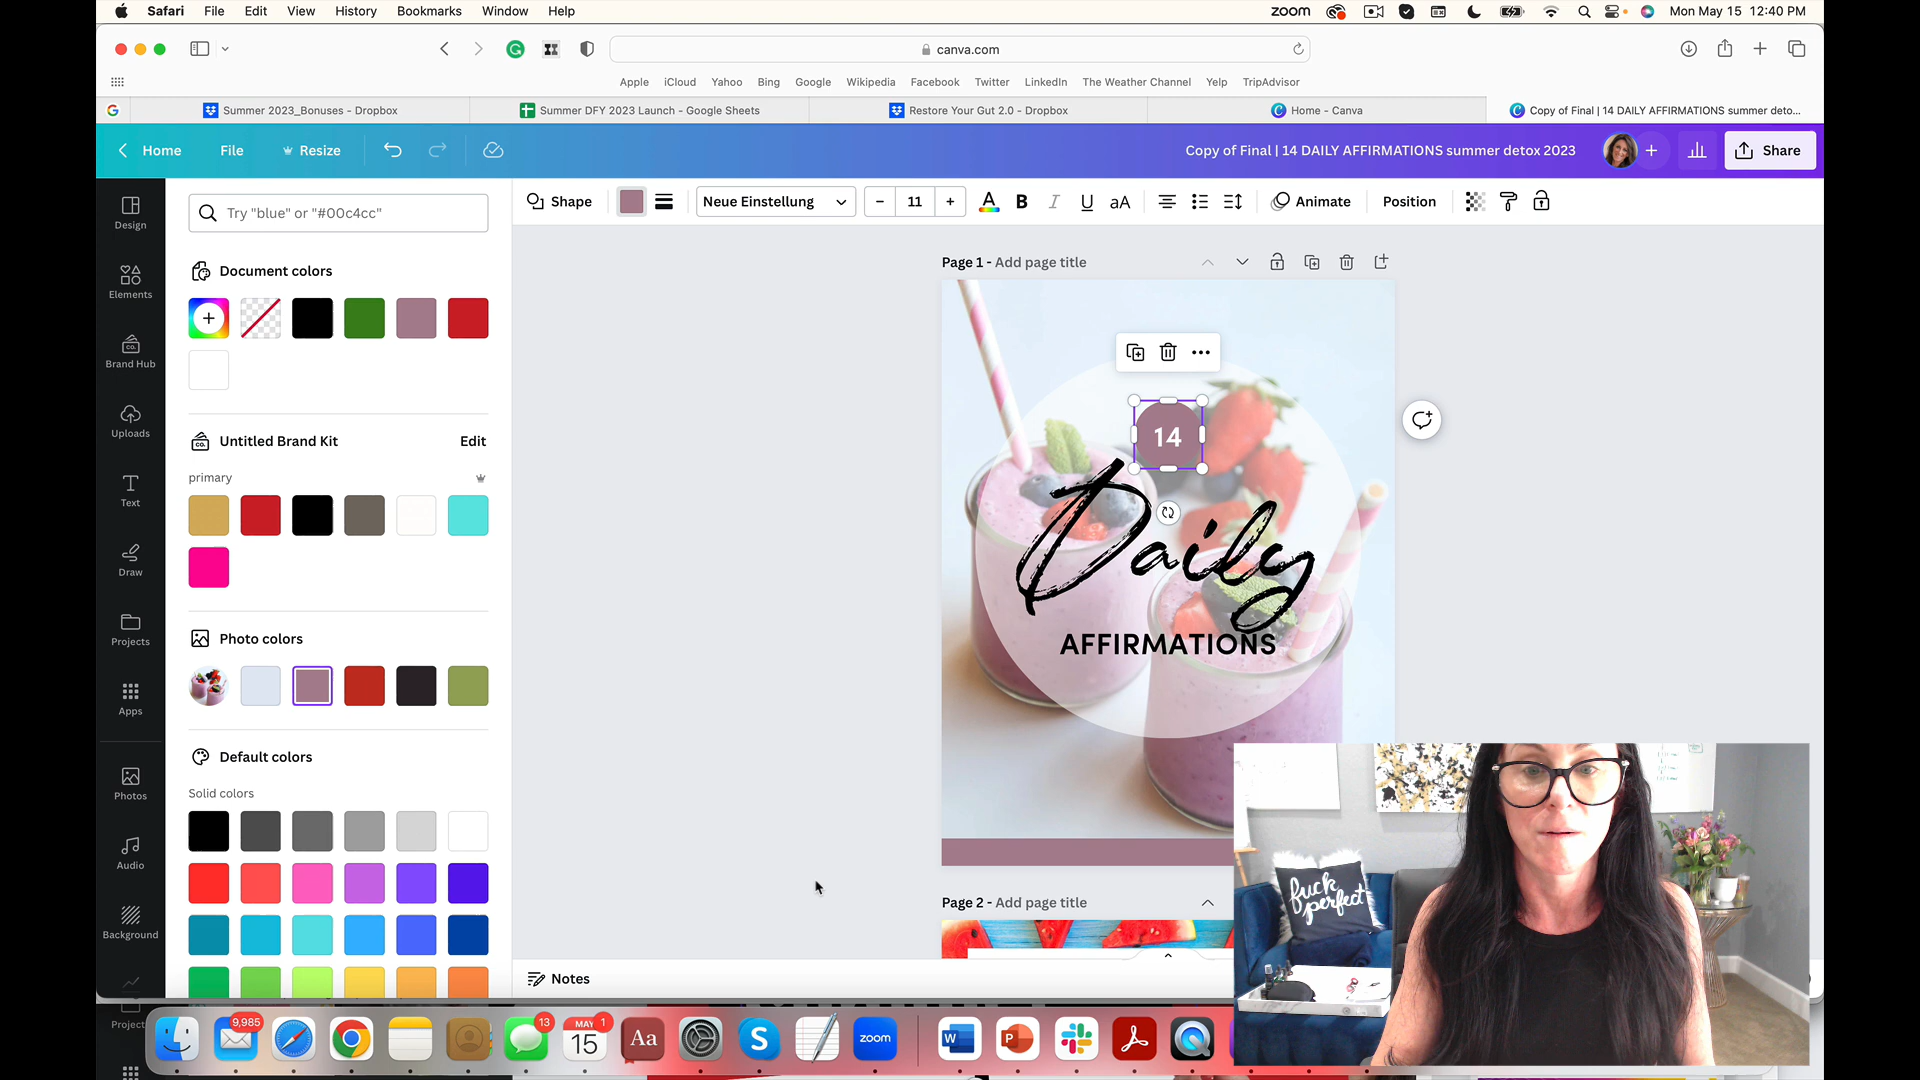 Safari File Edit View History Bookmarks Window Help
zoom Mon May 15 12:40 PM
canva.com
Apple iCloud Yahoo Bing Google Wikipedia Facebook Twitter LinkedIn The Weather Channel Yelp TripAdvisor
Summer 2023_Bonuses - Dropbox
Summer DFY 2023 Launch - Google Sheets
Restore Your Gut 2.0 - Dropbox
Home - Canva
Copy of Final | 14 DAILY AFFIRMATIONS summer deto...
Home File Resize
Copy of Final | 14 DAILY AFFIRMATIONS summer detox 2023
Share
Design
Elements
Brand Hub
Uploads
Text
Draw
Projects
Apps
Photos
Audio
Background
Try "blue" or "#00c4cc"
Document colors
Untitled Brand Kit Edit
primary
Photo colors
Default colors
Solid colors
Shape Neue Einstellung - 11 + A B I U aA Animate Position
Page 1 - Add page title
14
Daily
AFFIRMATIONS
Page 2 - Add page title
Notes
fuck
perfect
Project
9,985
13
MAY 1
15
Aa
S
zoom
W
P